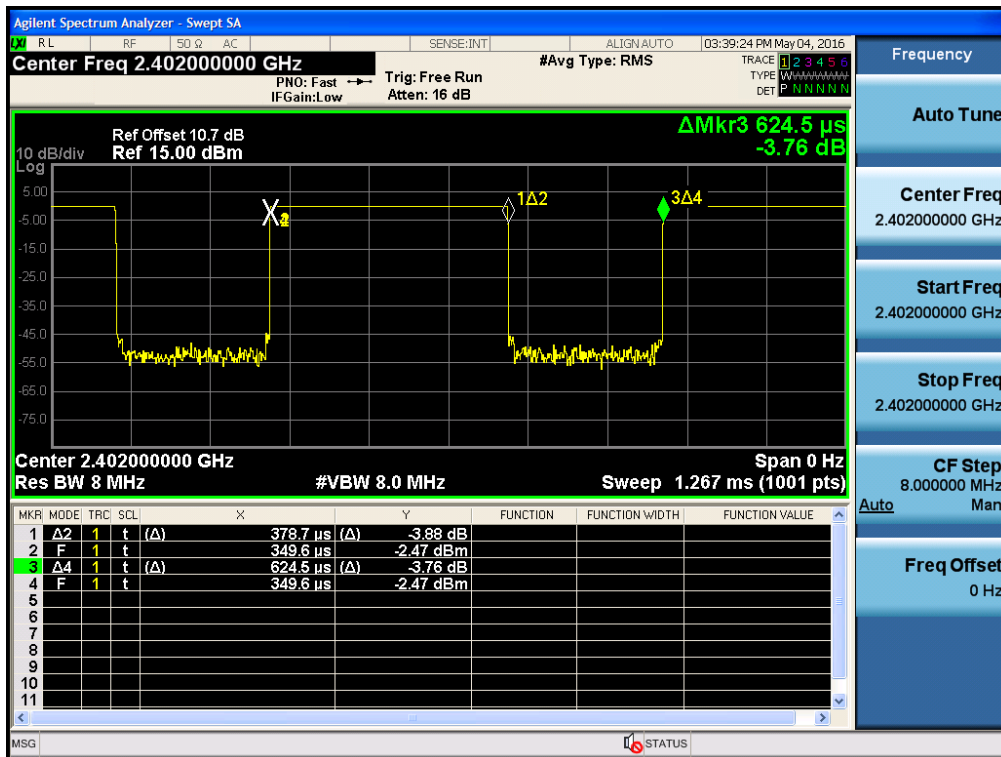 Agilent Spectrum Analyzer - Swept SA
LXI RL RF 50 Ω AC SENSE:INT ALIGN AUTO 03:39:24 PM May 04, 2016
Center Freq 2.402000000 GHz
PNO: Fast
IFGain:Low
Trig: Free Run
Atten: 16 dB
#Avg Type: RMS
TRACE 1 2 3 4 5 6
TYPE W
DET P N N N N N
Ref Offset 10.7 dB
Ref 15.00 dBm
ΔMkr3 624.5 µs
-3.76 dB
10 dB/div
Log
5.00
-5.00
-15.0
-25.0
-35.0
-45.0
-55.0
-65.0
-75.0
X
1Δ2
3Δ4
Center 2.402000000 GHz
Span 0 Hz
Res BW 8 MHz
#VBW 8.0 MHz
Sweep 1.267 ms (1001 pts)
MKR MODE TRC SCL X Y FUNCTION FUNCTION WIDTH FUNCTION VALUE
1 Δ2 1 t (Δ) 378.7 µs (Δ) -3.88 dB
2 F 1 t 349.6 µs -2.47 dBm
3 Δ4 1 t (Δ) 624.5 µs (Δ) -3.76 dB
4 F 1 t 349.6 µs -2.47 dBm
5
6
7
8
9
10
11
MSG
STATUS
Frequency
Auto Tune
Center Freq
2.402000000 GHz
Start Freq
2.402000000 GHz
Stop Freq
2.402000000 GHz
CF Step
8.000000 MHz
Auto Man
Freq Offset
0 Hz